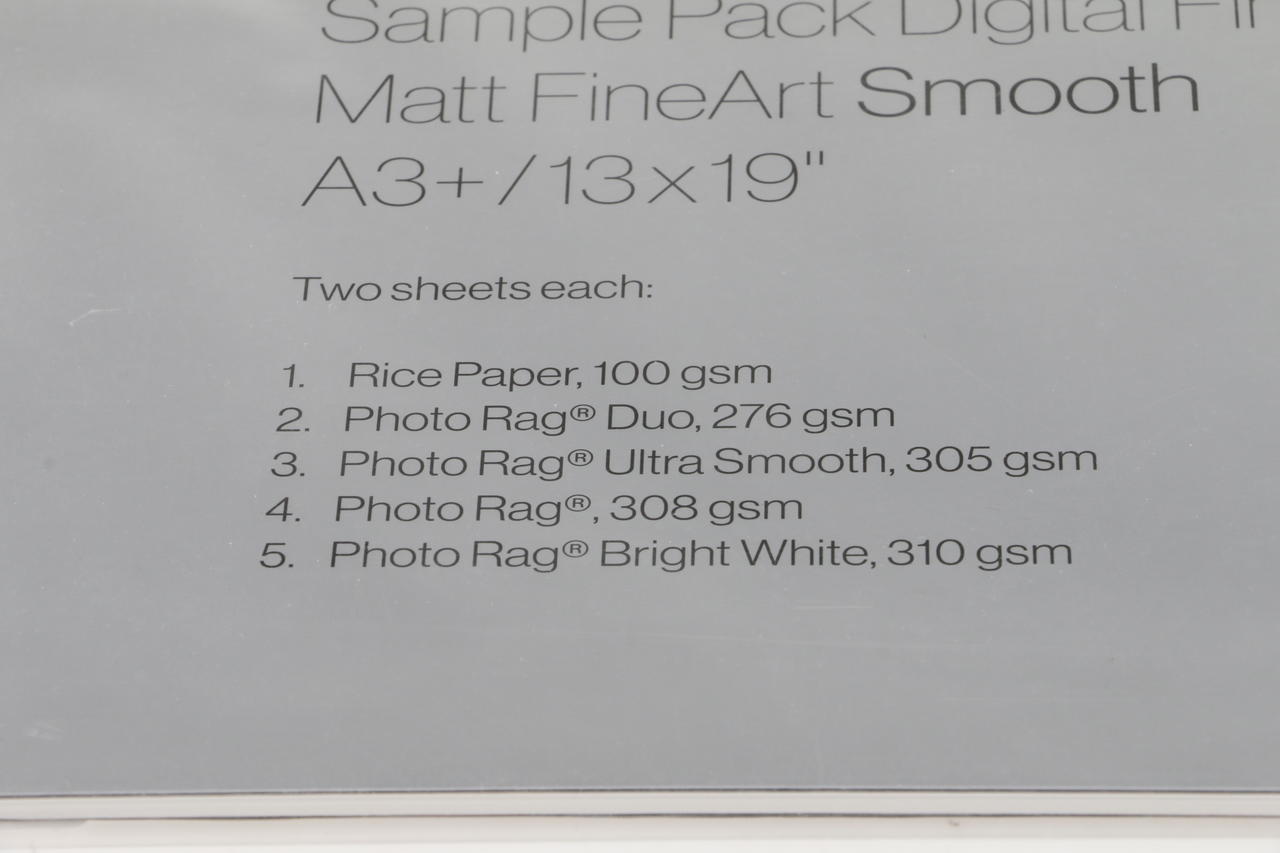 Sample Pack Digital
Matt FineArt Smooth
A3+/13x19"
Two sheets each:
1. Rice Paper, 100 gsm
2. Photo Rag® Duo, 276 gsm
3. Photo Rag® Ultra Smooth, 305 gsm
4. Photo Rag®, 308 gsm
5. Photo Rag® Bright White, 310 gsm